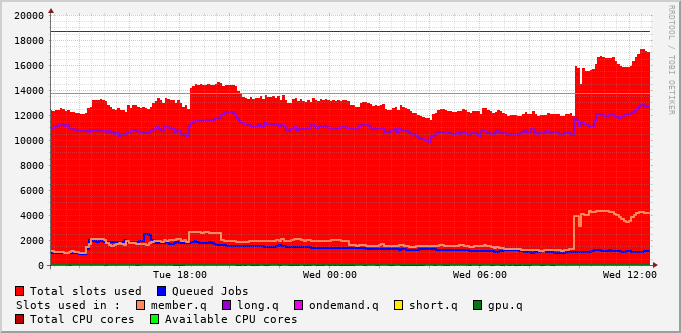 20000
18000
16000
14000
12000
10000
8000
6000
4000
2000
0
Tue 18:00 Wed 00:00 Wed 06:00 Wed 12:00
Total slots used Queued Jobs
Slots used in : member.q long.q ondemand.q short.q gpu.q
Total CPU cores Available CPU cores
RRDTOOL / TOBI OETIKER